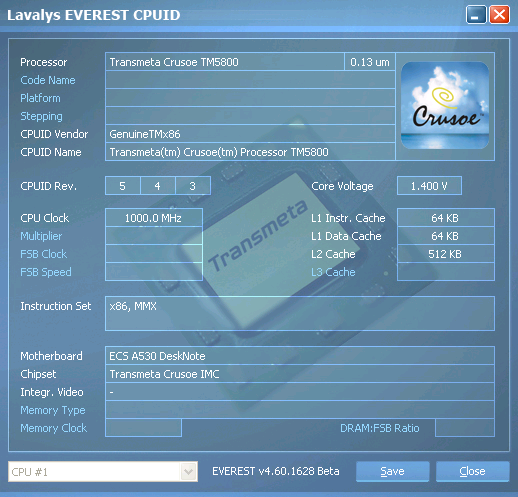 Lavalys EVEREST CPUID
Processor Transmeta Crusoe TM5800 0.13 um
Code Name
Platform
Stepping
CPUID Vendor GenuineTMx86
CPUID Name Transmeta(tm) Crusoe(tm) Processor TM5800
Crusoe
CPUID Rev. 5 4 3 Core Voltage 1.400 V
CPU Clock 1000.0 MHz L1 Instr. Cache 64 KB
Multiplier L1 Data Cache 64 KB
FSB Clock L2 Cache 512 KB
FSB Speed L3 Cache
Transmeta
Instruction Set x86, MMX
Motherboard ECS A530 DeskNote
Chipset Transmeta Crusoe IMC
Integr. Video -
Memory Type
Memory Clock DRAM:FSB Ratio
CPU #1 EVEREST v4.60.1628 Beta Save Close